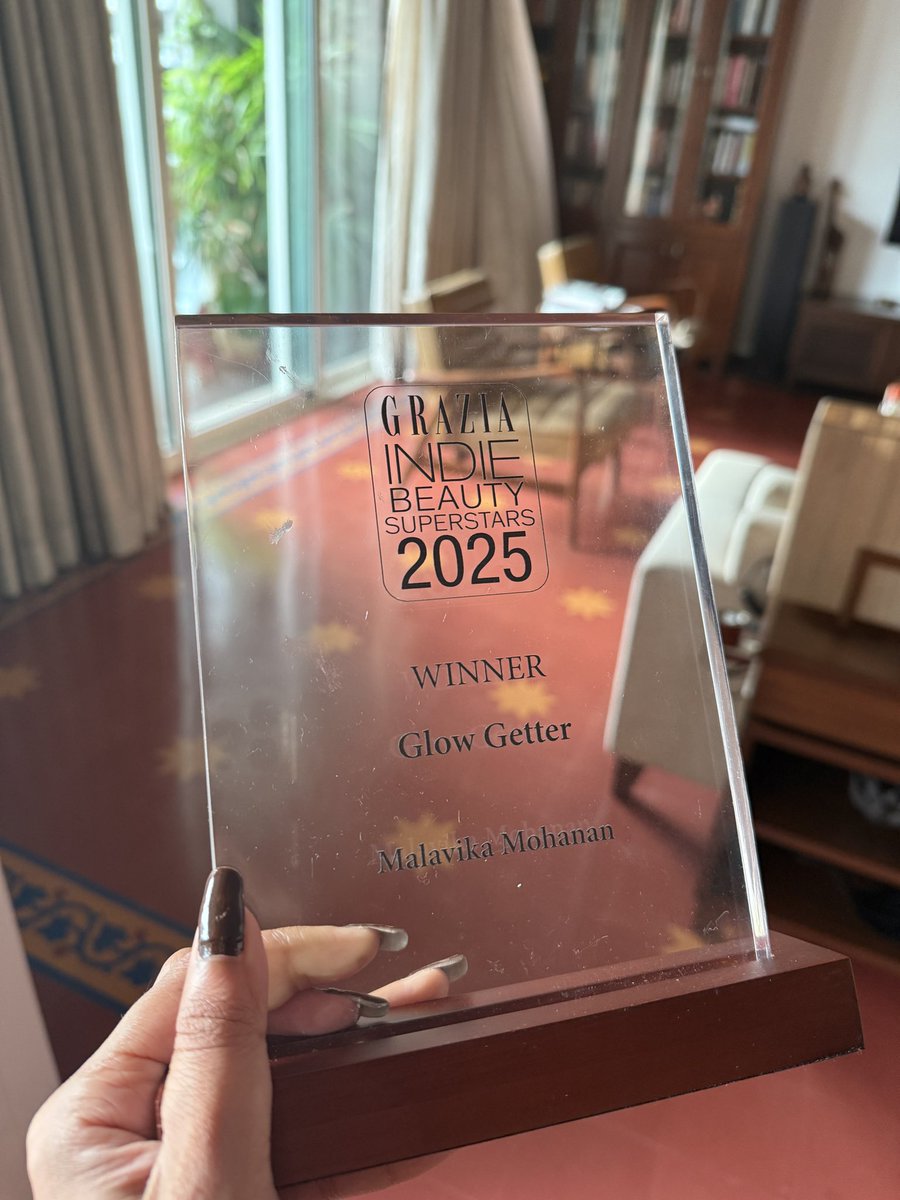 GRAZIA
INDIE
BEAUTY
SUPERSTARS
2025
WINNER
Glow Getter
Malavika Mohanan